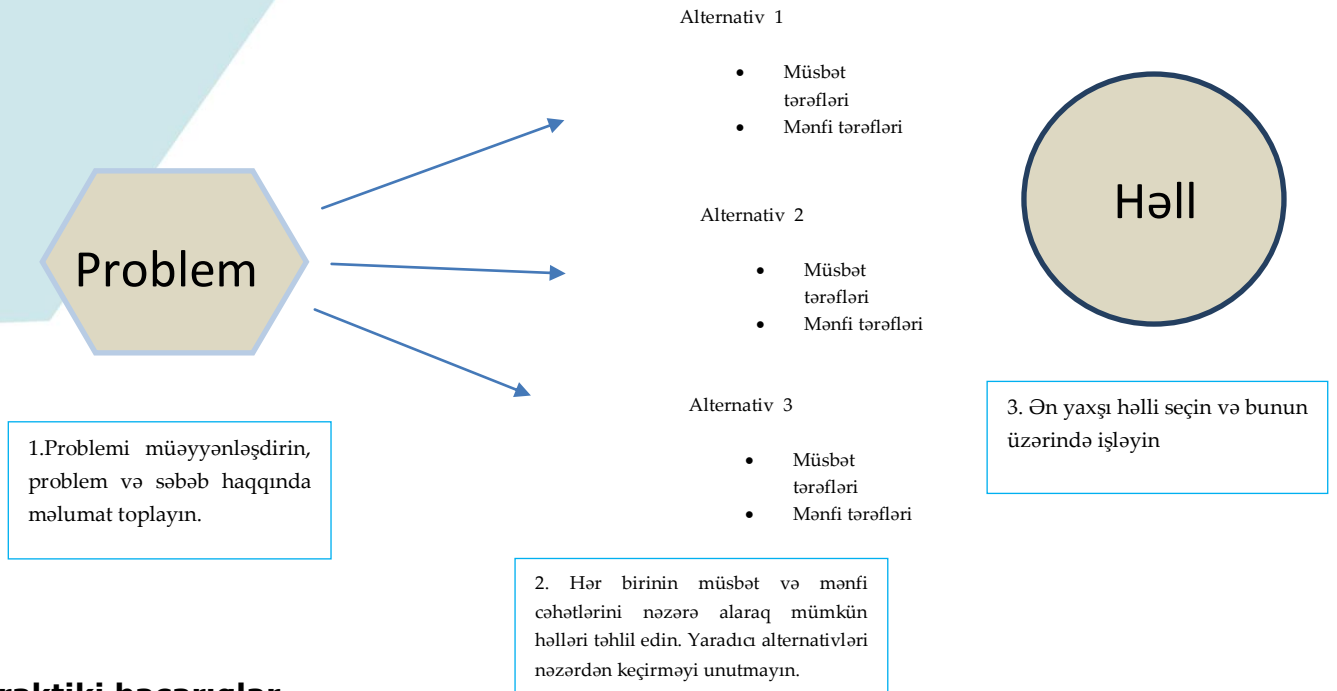 Problem
1.Problemi müəyyənləşdirin,
problem və səbəb haqqında
məlumat toplayın.
Alternativ 1
• Müsbət
tərəfləri
• Mənfi tərəfləri
Alternativ 2
• Müsbət
tərəfləri
• Mənfi tərəfləri
Alternativ 3
• Müsbət
tərəfləri
• Mənfi tərəfləri
2. Hər birinin müsbət və mənfi
cəhətlərini nəzərə alaraq mümkün
həlləri təhlil edin. Yaradıcı alternativləri
nəzərdən keçirməyi unutmayın.
Həll
3. Ən yaxşı həlli seçin və bunun
üzərində işləyin